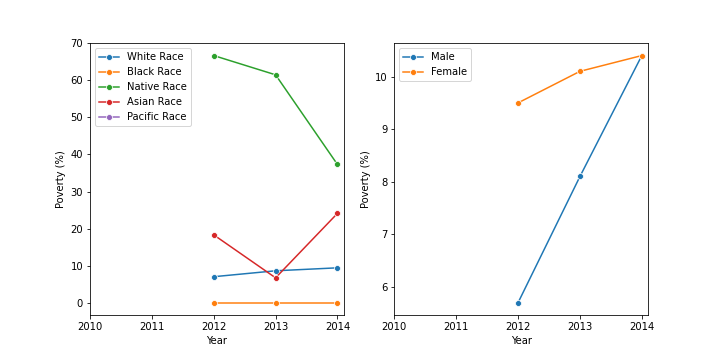 70
60
50
40
30
20
10
0
Poverty (%)
White Race
Black Race
Native Race
Asian Race
Pacific Race
2010 2011 2012 2013 2014
Year
10
9
8
7
6
Poverty (%)
Male
Female
2010 2011 2012 2013 2014
Year